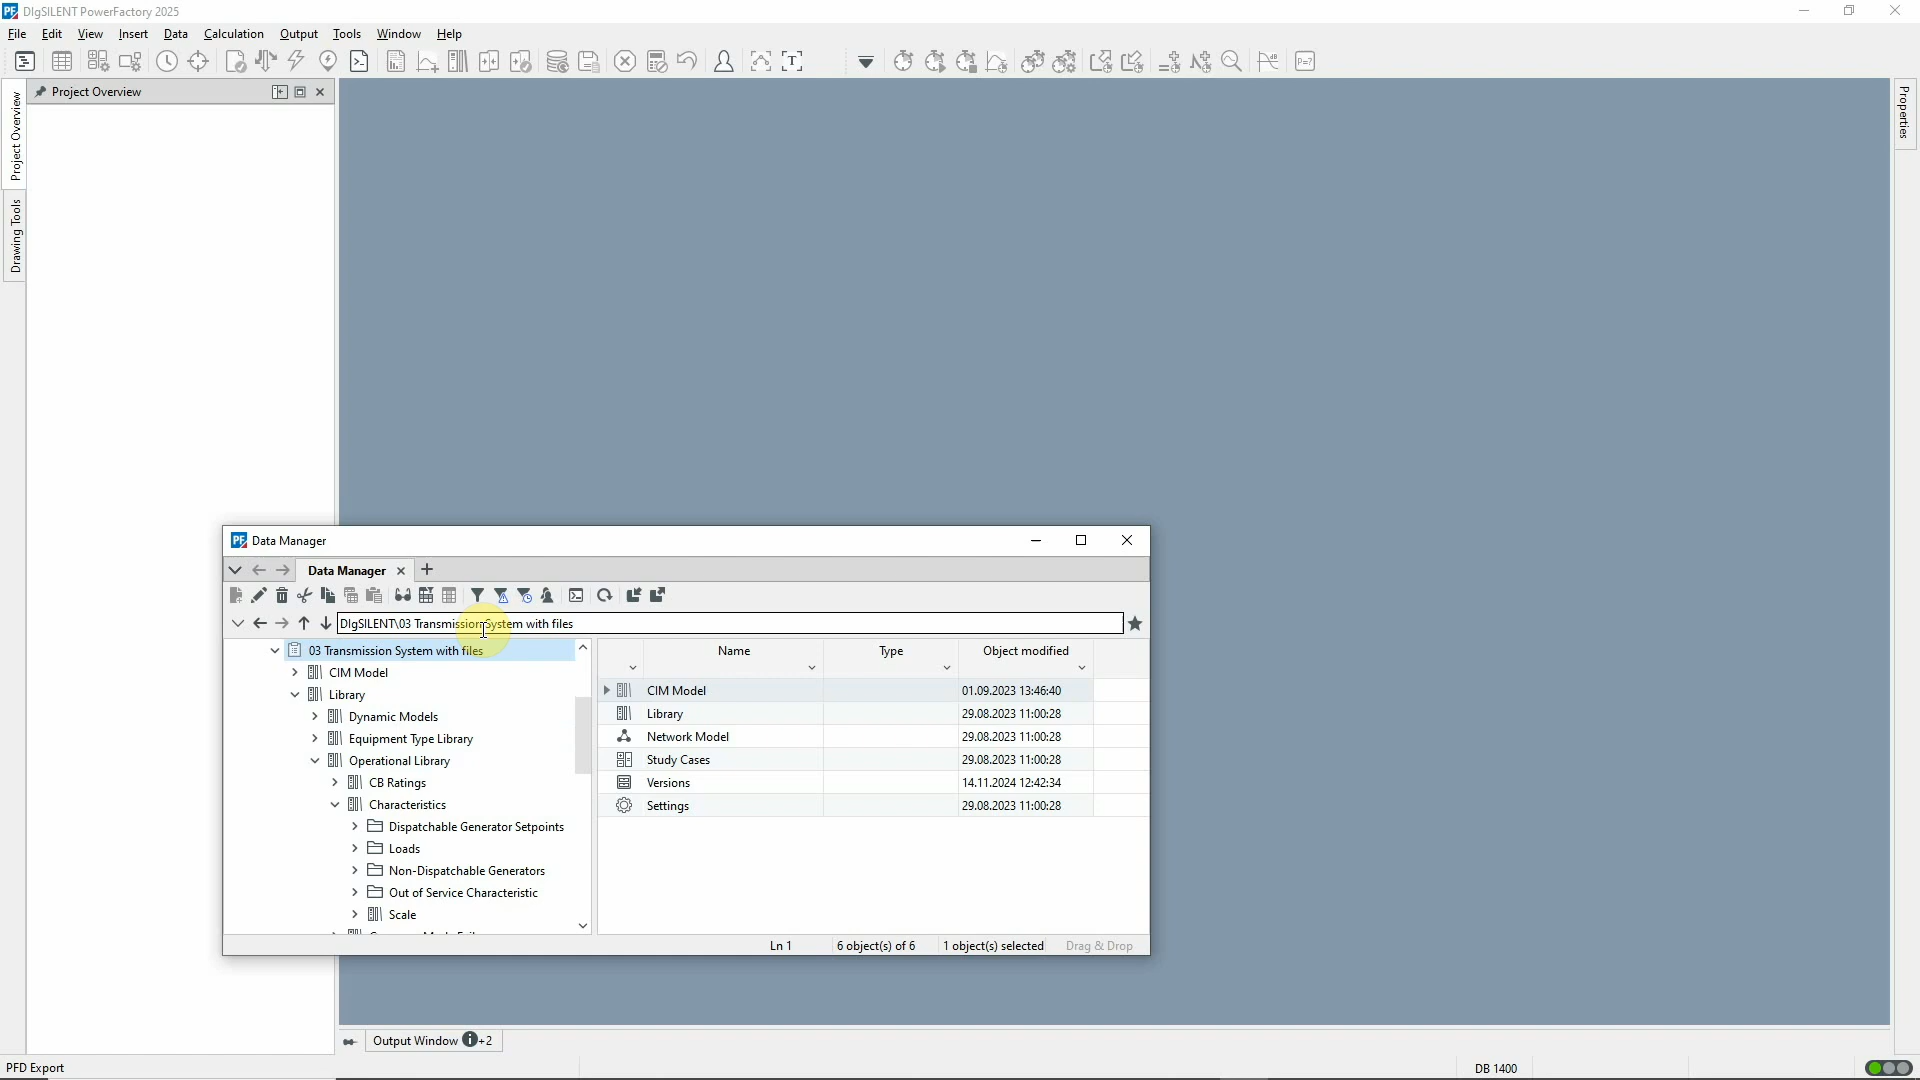 DIgSILENT PowerFactory 2025
File Edit View Insert Data Calculation Output Tools Window Help
Project Overview
Project Overview
Drawing Tools
Properties
Data Manager
Data Manager
DIgSILENT\03 Transmission System with files
03 Transmission System with files
CIM Model
Library
Dynamic Models
Equipment Type Library
Operational Library
CB Ratings
Characteristics
Dispatchable Generator Setpoints
Loads
Non-Dispatchable Generators
Out of Service Characteristic
Scale
Name Type Object modified
CIM Model 01.09.2023 13:46:40
Library 29.08.2023 11:00:28
Network Model 29.08.2023 11:00:28
Study Cases 29.08.2023 11:00:28
Versions 14.11.2024 12:42:34
Settings 29.08.2023 11:00:28
Ln 1 6 object(s) of 6 1 object(s) selected Drag & Drop
Output Window +2
PFD Export DB 1400